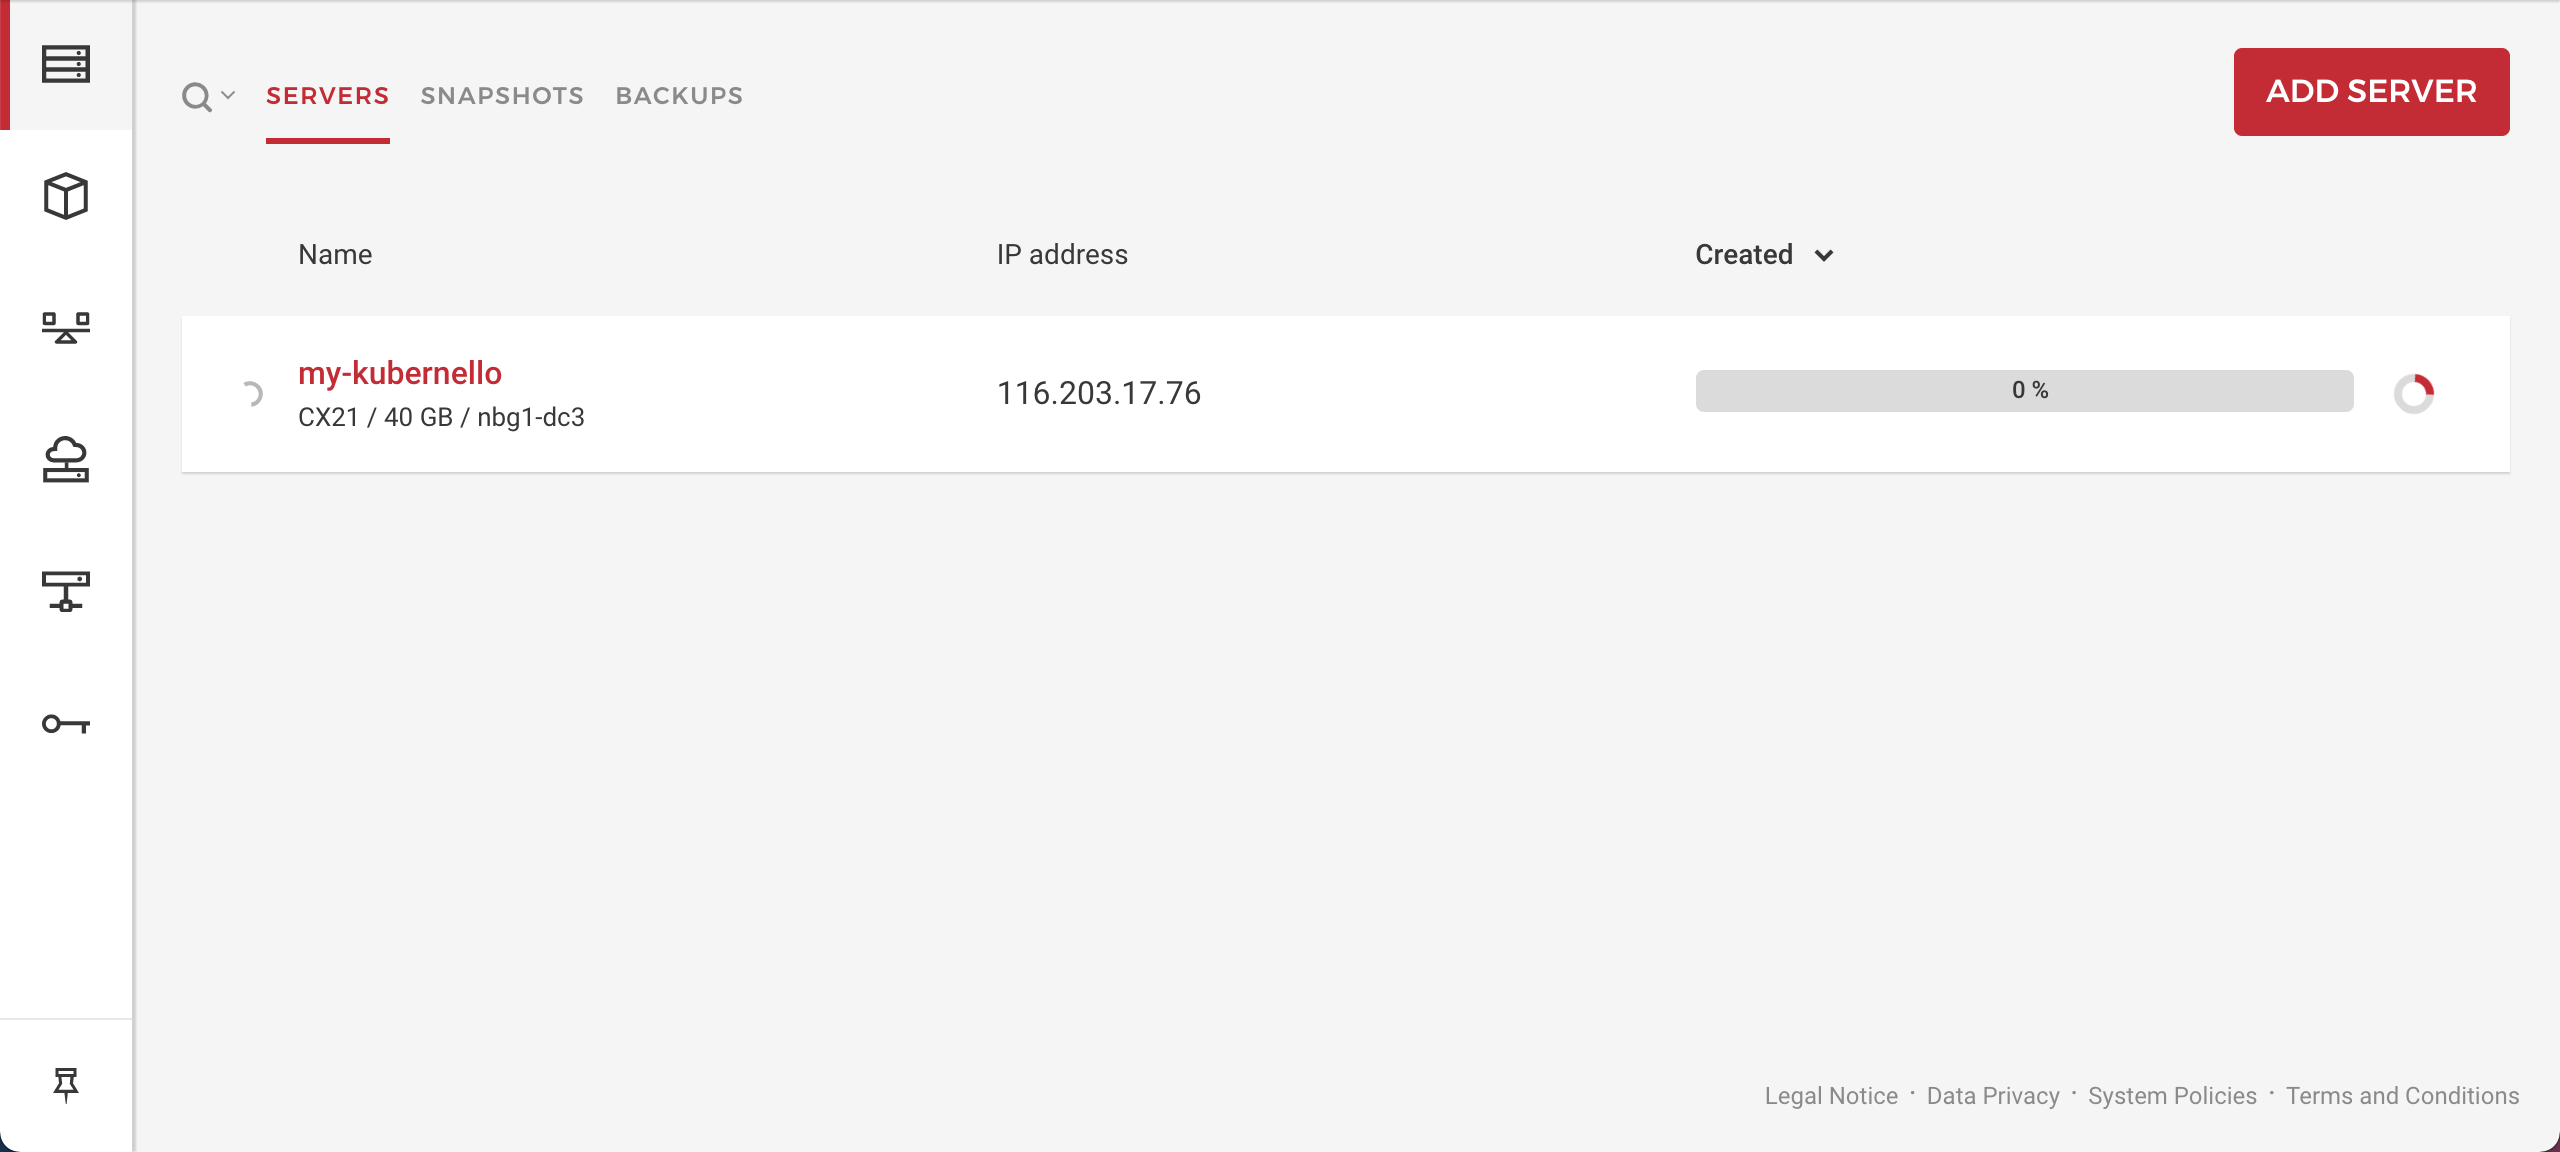 SERVERS SNAPSHOTS BACKUPS
ADD SERVER
Name IP address Created
my-kubernello
CX21 / 40 GB / nbg1-dc3
116.203.17.76
0 %
Legal Notice · Data Privacy · System Policies · Terms and Conditions